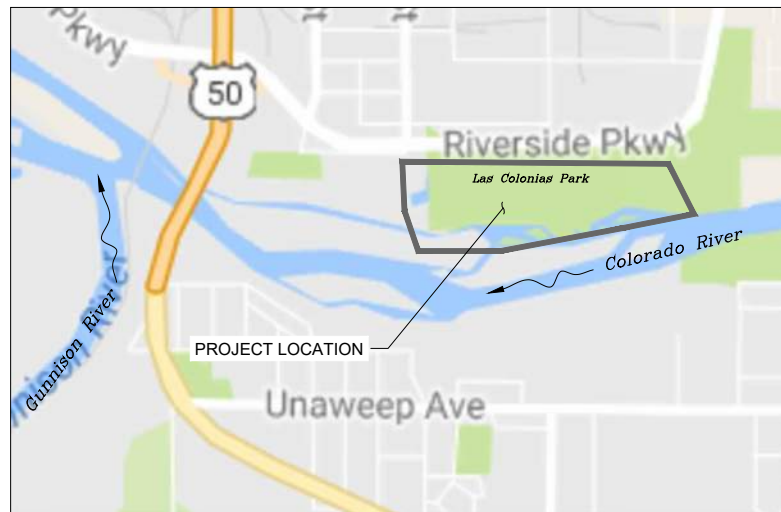 Pkwy
50
Riverside Pkwy
Las Colonias Park
Colorado River
Gunnison River
PROJECT LOCATION
Unaweep Ave